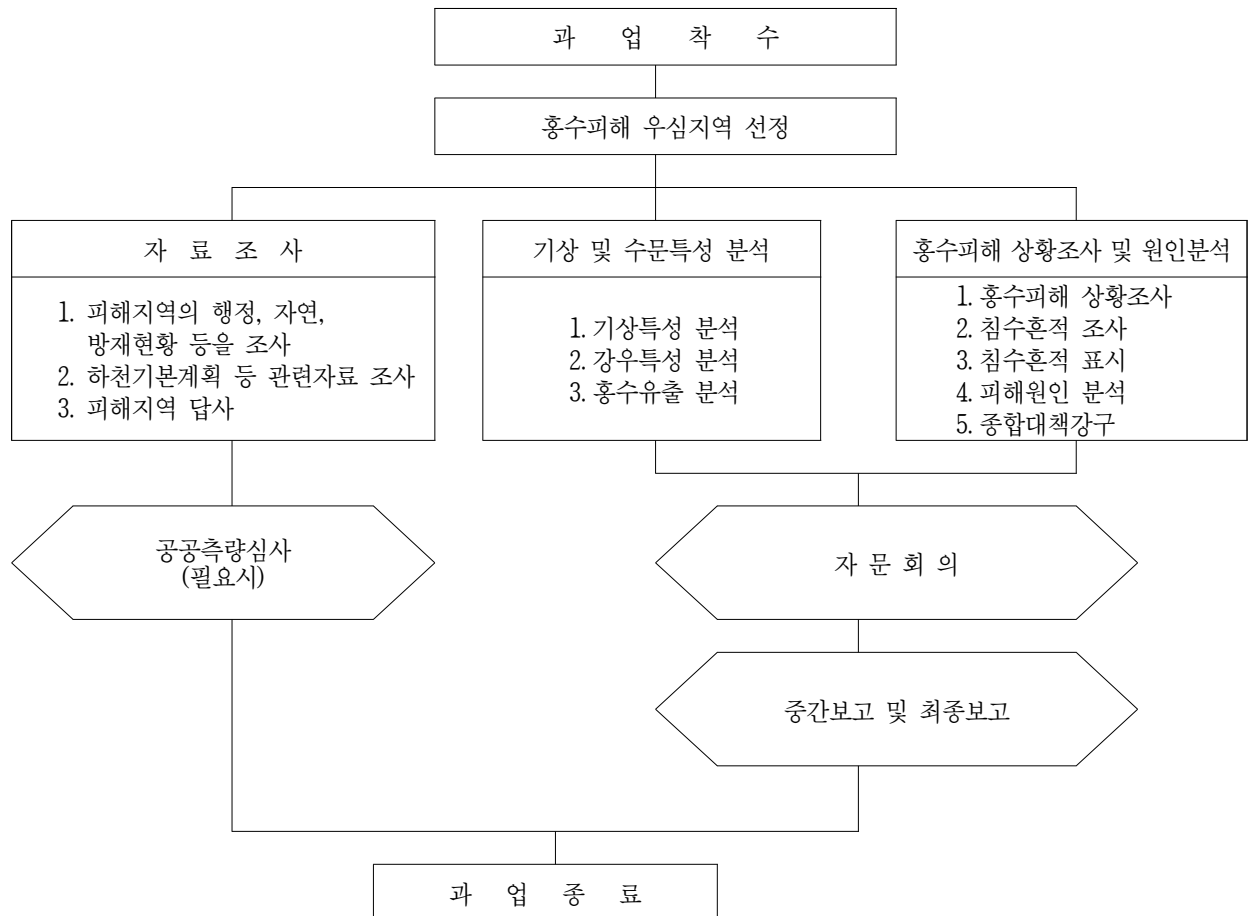 과 업 착 수
홍수피해 우심지역 선정
자 료 조 사
1. 피해지역의 행정, 자연,
방재현황 등을 조사
2. 하천기본계획 등 관련자료 조사
3. 피해지역 답사
기상 및 수문특성 분석
1. 기상특성 분석
2. 강우특성 분석
3. 홍수유출 분석
홍수피해 상황조사 및 원인분석
1. 홍수피해 상황조사
2. 침수흔적 조사
3. 침수흔적 표시
4. 피해원인 분석
5. 종합대책강구
공공측량심사
(필요시)
자 문 회 의
중간보고 및 최종보고
과 업 종 료